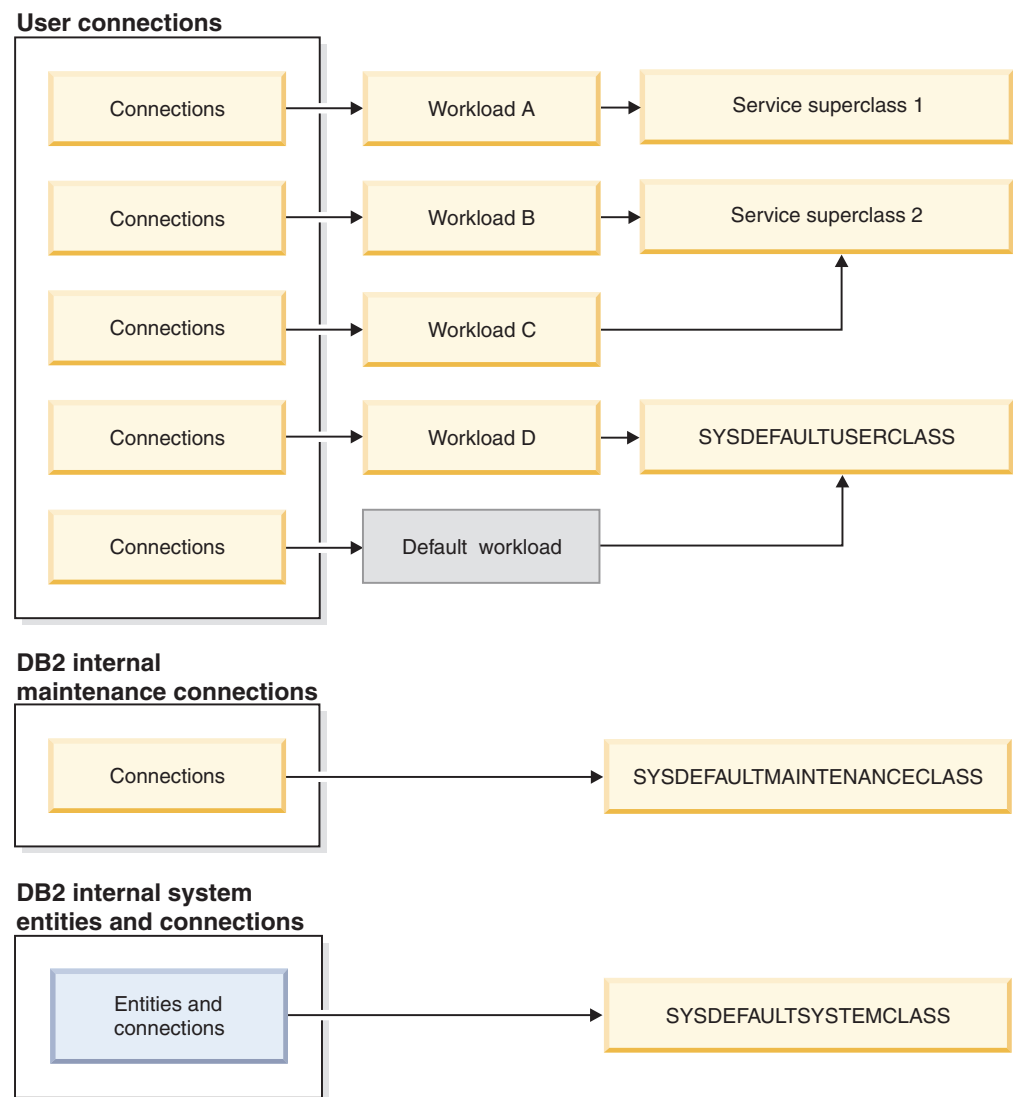 User connections
Connections
Workload A
Service superclass 1
Connections
Workload B
Service superclass 2
Connections
Workload C
Connections
Workload D
SYSDEFAULTUSERCLASS
Connections
Default workload
DB2 internal
maintenance connections
Connections
SYSDEFAULTMAINTENANCECLASS
DB2 internal system
entities and connections
Entities and
connections
SYSDEFAULTSYSTEMCLASS